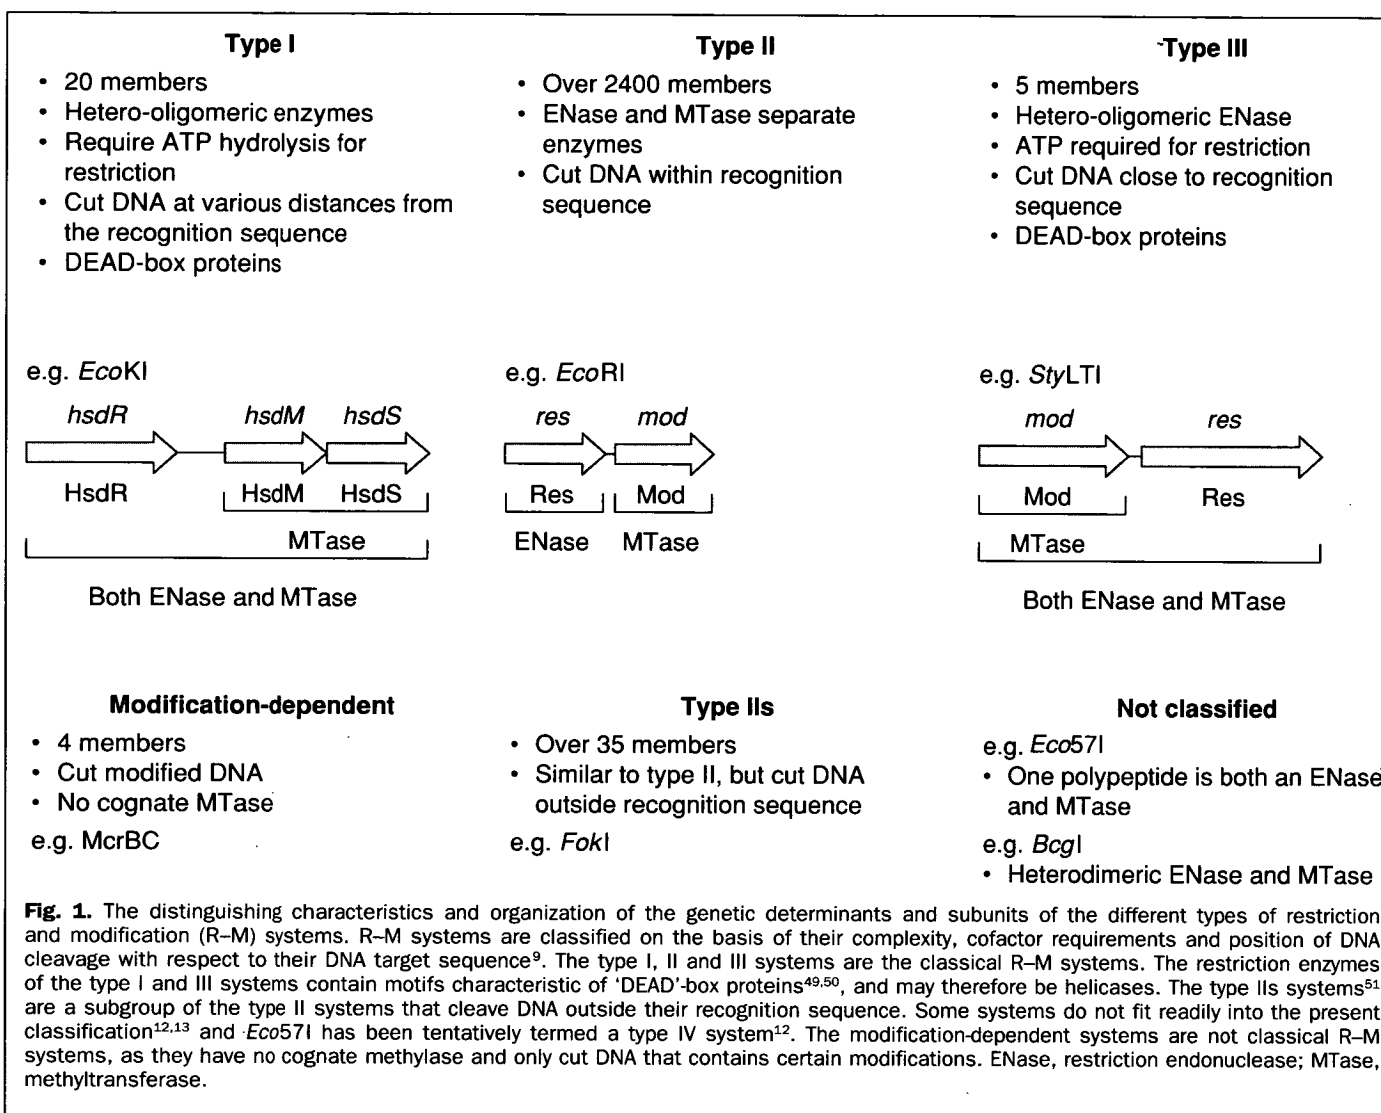 Type I
• 20 members
• Hetero-oligomeric enzymes
• Require ATP hydrolysis for
restriction
• Cut DNA at various distances from
the recognition sequence
• DEAD-box proteins
Type II
• Over 2400 members
• ENase and MTase separate
enzymes
• Cut DNA within recognition
sequence
Type III
• 5 members
• Hetero-oligomeric ENase
• ATP required for restriction
• Cut DNA close to recognition
sequence
• DEAD-box proteins
e.g. EcoKI
hsdR hsdM hsdS
HsdR HsdM HsdS
MTase
Both ENase and MTase
e.g. EcoRI
res mod
Res Mod
ENase MTase
e.g. StyLTI
mod res
Mod Res
MTase
Both ENase and MTase
Modification-dependent
• 4 members
• Cut modified DNA
• No cognate MTase
e.g. McrBC
Type IIs
• Over 35 members
• Similar to type II, but cut DNA
outside recognition sequence
e.g. FokI
Not classified
e.g. Eco57I
• One polypeptide is both an ENase
and MTase
e.g. BcgI
• Heterodimeric ENase and MTase
Fig. 1. The distinguishing characteristics and organization of the genetic determinants and subunits of the different types of restriction
and modification (R–M) systems. R–M systems are classified on the basis of their complexity, cofactor requirements and position of DNA
cleavage with respect to their DNA target sequence⁹. The type I, II and III systems are the classical R–M systems. The restriction enzymes
of the type I and III systems contain motifs characteristic of 'DEAD'-box proteins⁴⁹,⁵⁰, and may therefore be helicases. The type IIs systems⁵¹
are a subgroup of the type II systems that cleave DNA outside their recognition sequence. Some systems do not fit readily into the present
classification¹²,¹³ and Eco57I has been tentatively termed a type IV system¹². The modification-dependent systems are not classical R–M
systems, as they have no cognate methylase and only cut DNA that contains certain modifications. ENase, restriction endonuclease; MTase,
methyltransferase.